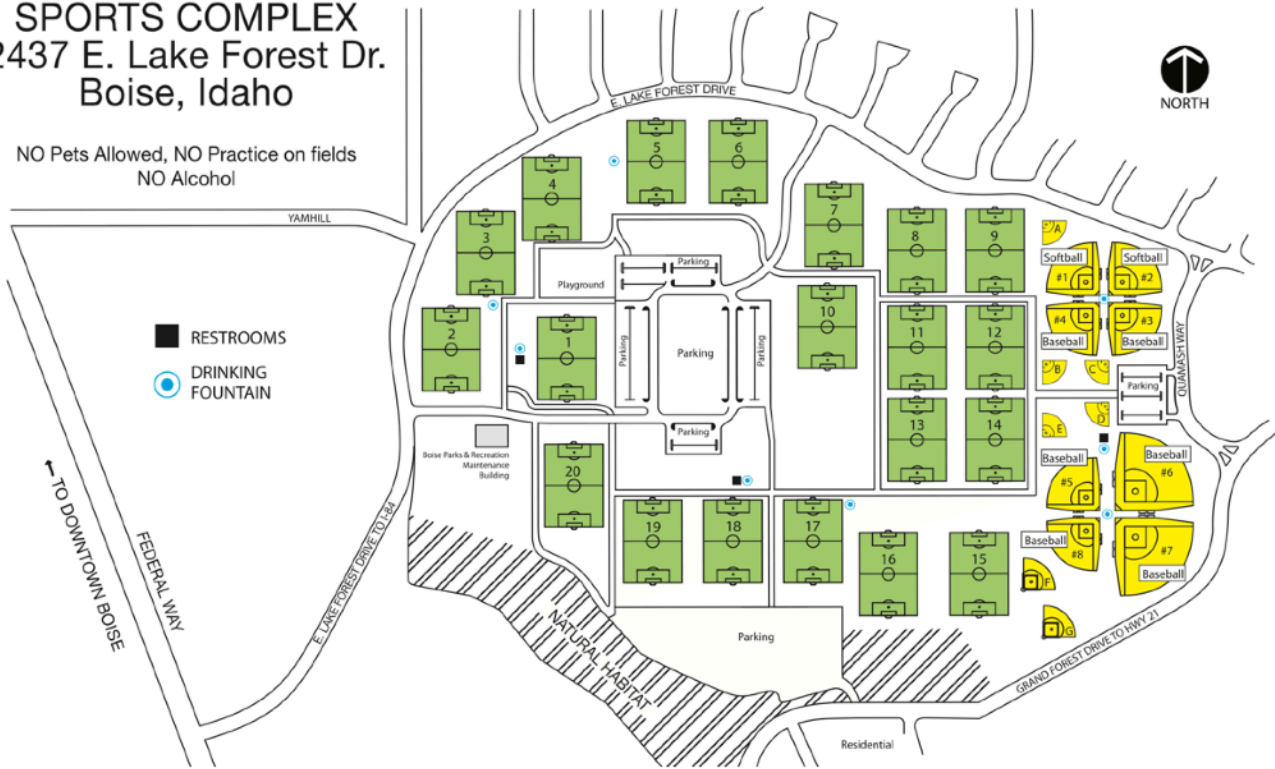 SPORTS COMPLEX
2437 E. Lake Forest Dr.
Boise, Idaho
NO Pets Allowed, NO Practice on fields
NO Alcohol
NORTH
E. LAKE FOREST DRIVE
YAMHILL
RESTROOMS
DRINKING
FOUNTAIN
TO DOWNTOWN BOISE
FEDERAL WAY
E. LAKE FOREST DRIVE TO I-84
5
6
4
7
3
8
9
A
Softball
#1
Softball
#2
Parking
Playground
2
1
Parking
Parking
Parking
10
11
12
#4
Baseball
#3
Baseball
B
C
Parking
QUAMASH WAY
Parking
Boise Parks & Recreation
Maintenance
Building
20
13
14
D
E
Baseball
#5
Baseball
#6
19
18
17
16
15
Baseball
#8
#7
Baseball
F
G
NATURAL HABITAT
Parking
GRAND FOREST DRIVE TO HWY 21
Residential